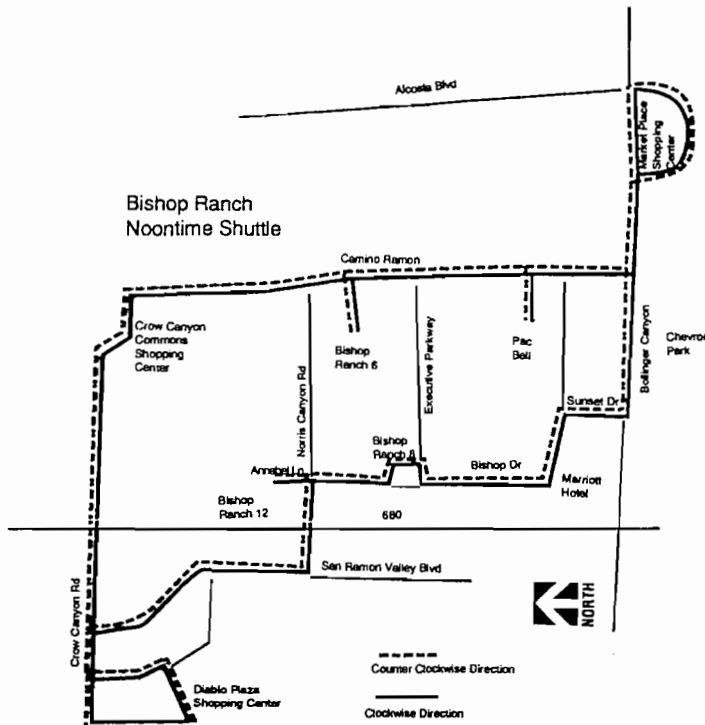 Alcosta Blvd
Market Place
Shopping
Center
Bishop Ranch
Noontime Shuttle
Camino Ramon
Crow Canyon
Commons
Shopping
Center
Bishop
Ranch 6
Norris Canyon Rd
Executive Parkway
Pac
Bell
Bollinger Canyon
Chevron
Park
Sunset Dr
Bishop
Ranch 8
Annabel Ln
Bishop Dr
Marriott
Hotel
Bishop
Ranch 12
680
San Ramon Valley Blvd
Crow Canyon Rd
NORTH
Counter Clockwise Direction
Diablo Plaza
Shopping Center
Clockwise Direction